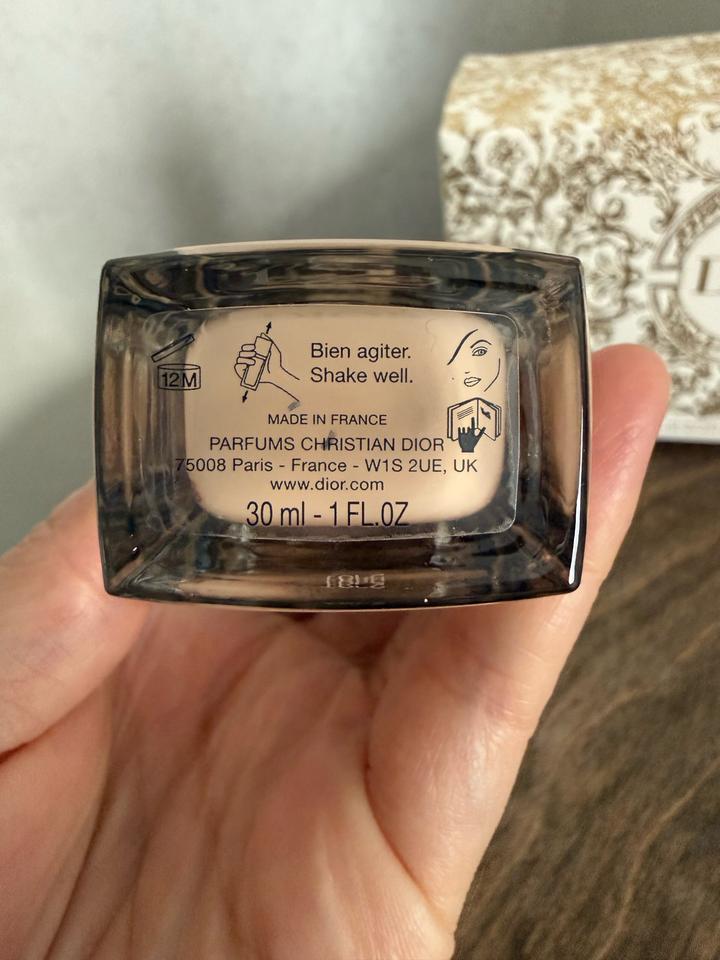 12M
Bien agiter.
Shake well.
MADE IN FRANCE
PARFUMS CHRISTIAN DIOR
75008 Paris - France - W1S 2UE, UK
www.dior.com
30 ml - 1 FL.OZ